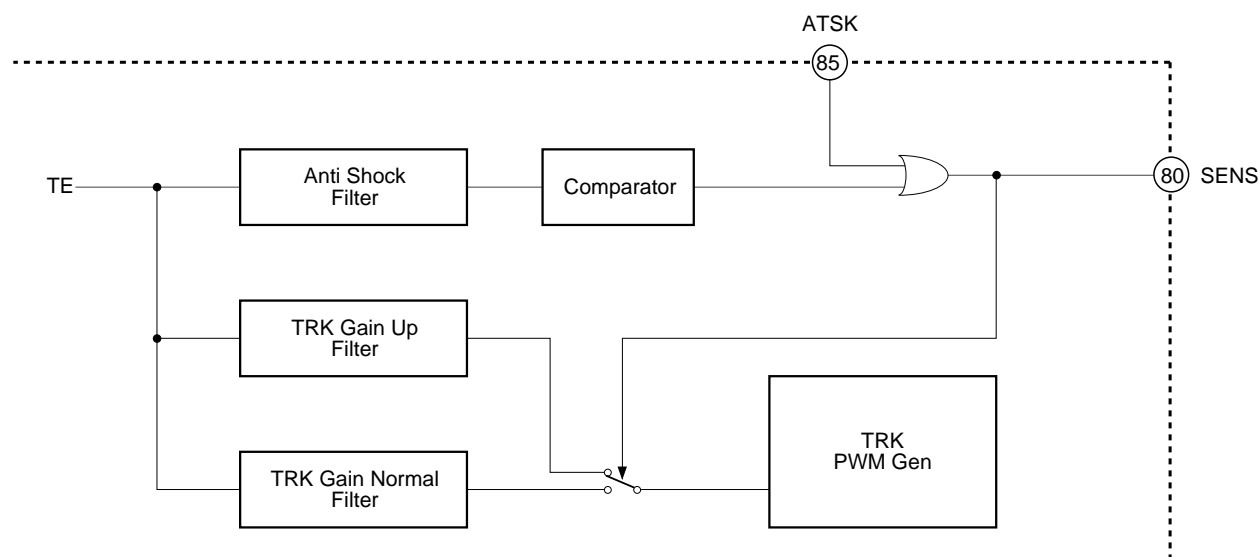 ATSK
85
Anti Shock
Filter
Comparator
TE
80
SENS
TRK Gain Up
Filter
TRK
PWM Gen
TRK Gain Normal
Filter